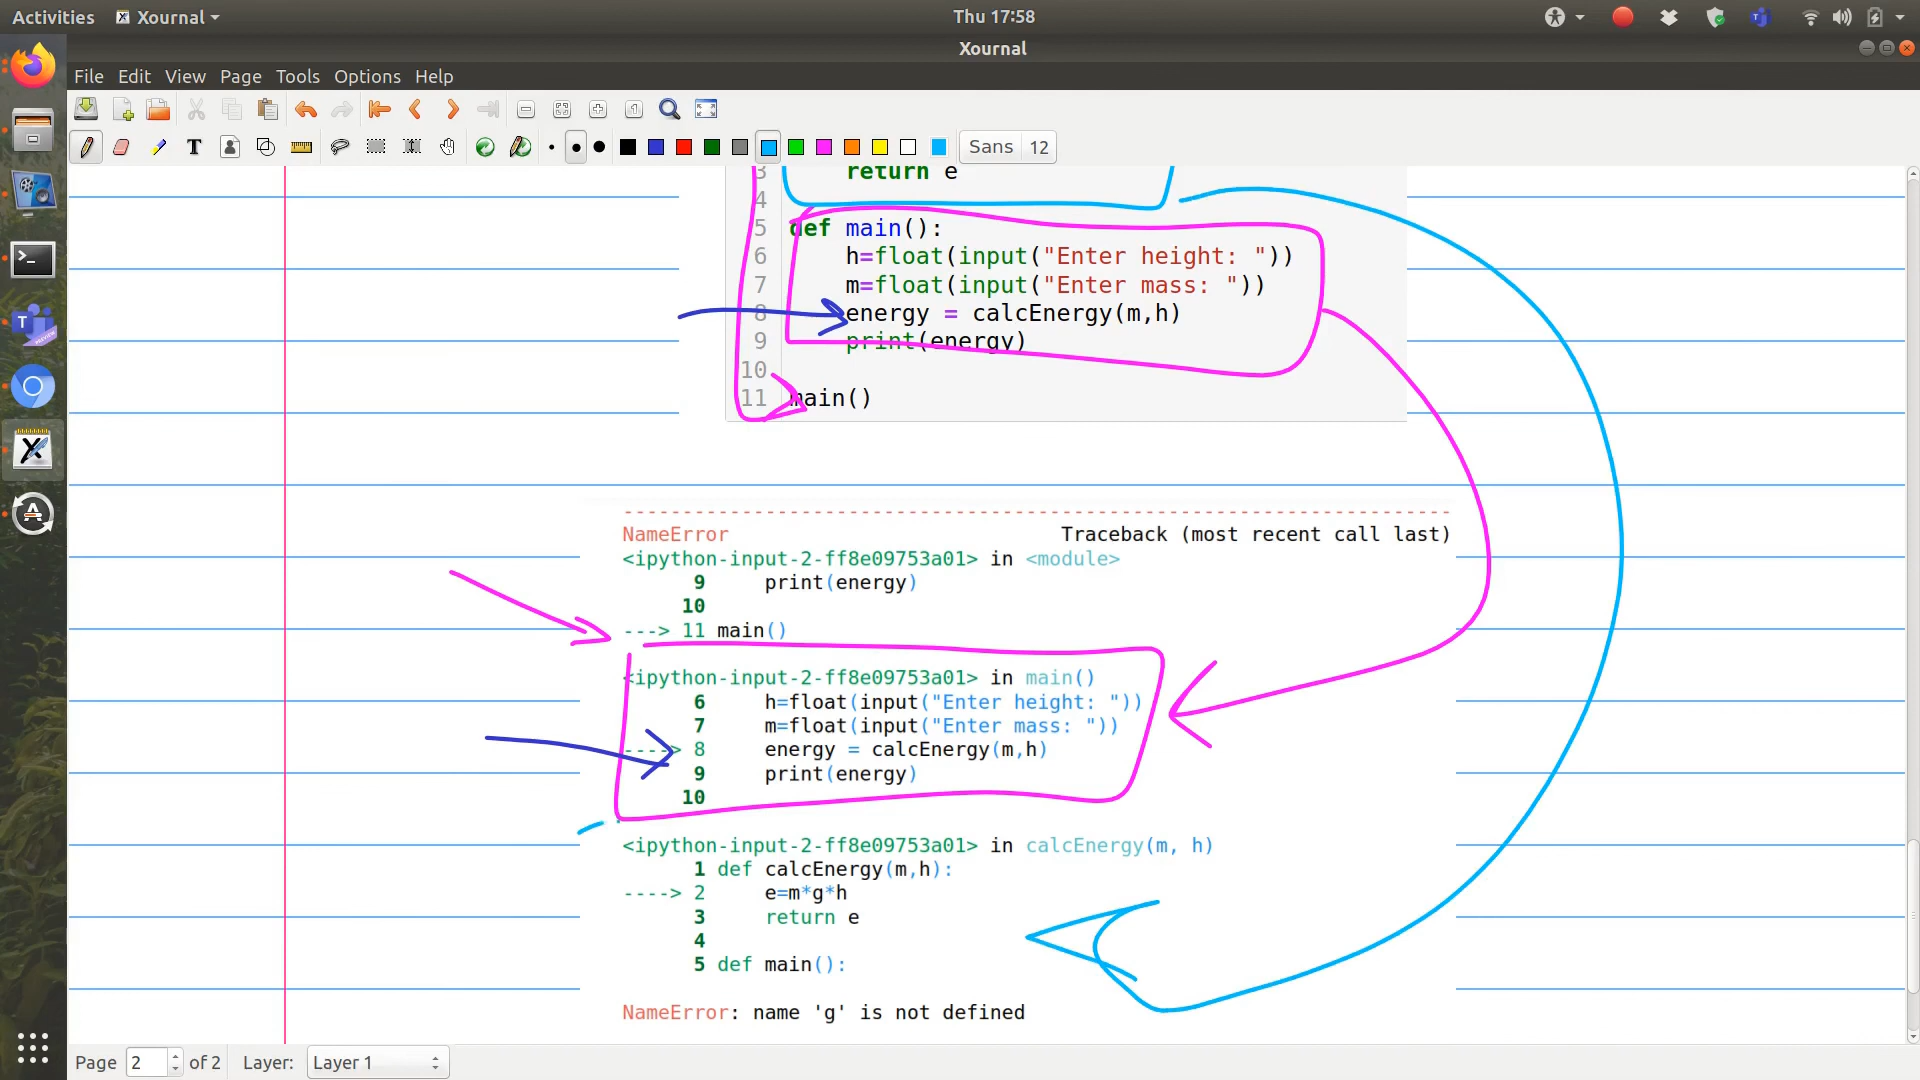 Activities Xournal Thu 17:58
Xournal
File Edit View Page Tools Options Help
Sans 12
3 return e
4
5 def main():
6 h=float(input("Enter height: "))
7 m=float(input("Enter mass: "))
8 energy = calcEnergy(m,h)
9 print(energy)
10
11 main()
--------------------------------------------------------------------------
NameError Traceback (most recent call last)
<ipython-input-2-ff8e09753a01> in <module>
9 print(energy)
10
---> 11 main()
<ipython-input-2-ff8e09753a01> in main()
6 h=float(input("Enter height: "))
7 m=float(input("Enter mass: "))
----> 8 energy = calcEnergy(m,h)
9 print(energy)
10
<ipython-input-2-ff8e09753a01> in calcEnergy(m, h)
1 def calcEnergy(m,h):
----> 2 e=m*g*h
3 return e
4
5 def main():
NameError: name 'g' is not defined
Page 2 of 2 Layer: Layer 1